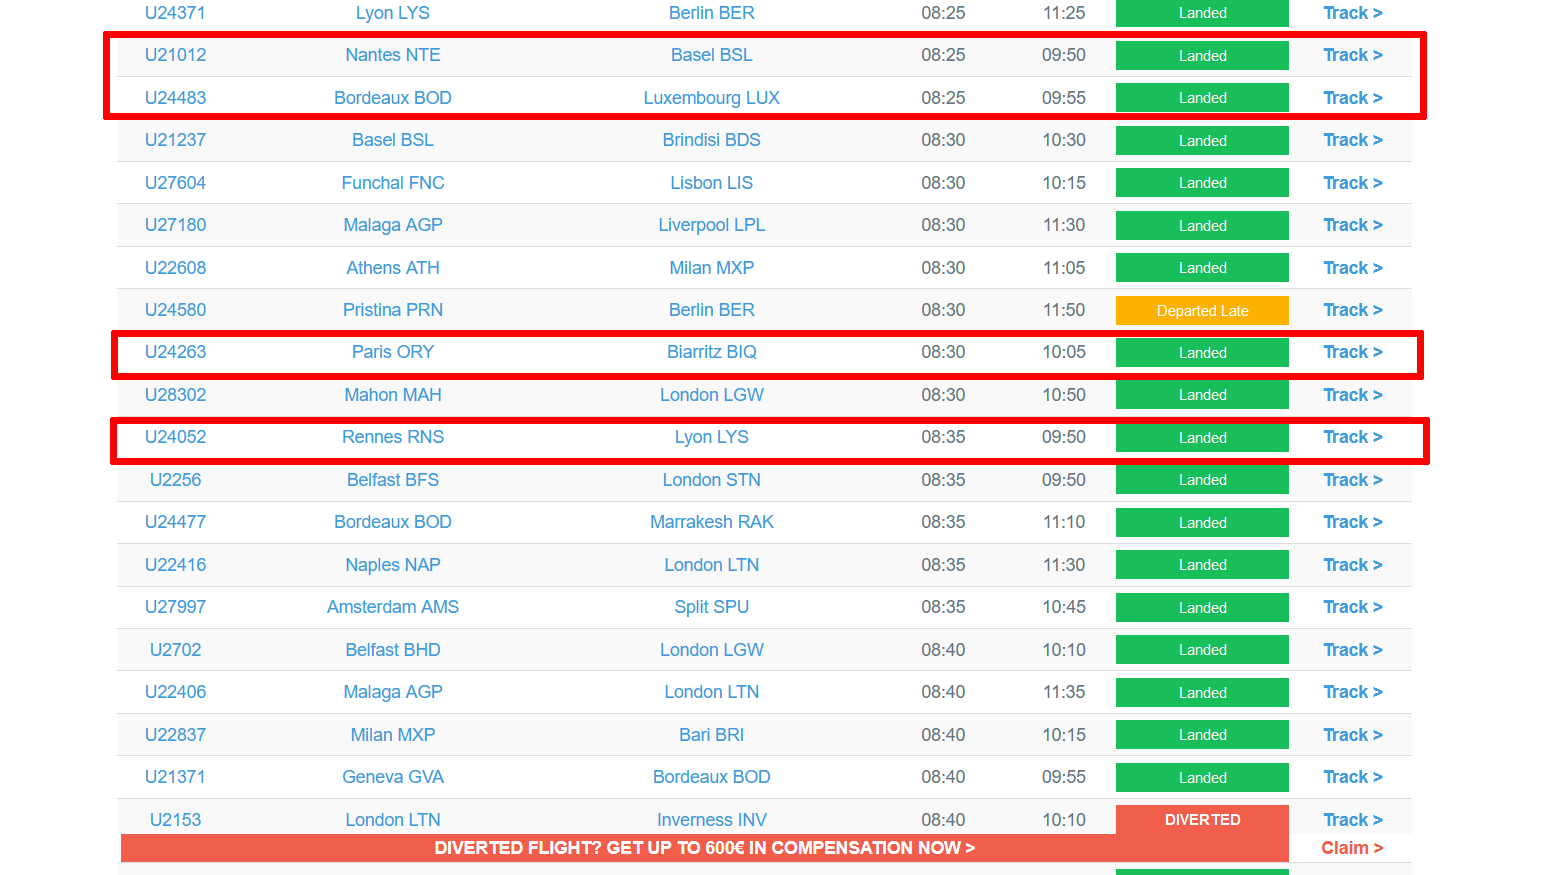 U24371 Lyon LYS Berlin BER 08:25 11:25 Landed Track >
U21012 Nantes NTE Basel BSL 08:25 09:50 Landed Track >
U24483 Bordeaux BOD Luxembourg LUX 08:25 09:55 Landed Track >
U21237 Basel BSL Brindisi BDS 08:30 10:30 Landed Track >
U27604 Funchal FNC Lisbon LIS 08:30 10:15 Landed Track >
U27180 Malaga AGP Liverpool LPL 08:30 11:30 Landed Track >
U22608 Athens ATH Milan MXP 08:30 11:05 Landed Track >
U24580 Pristina PRN Berlin BER 08:30 11:50 Departed Late Track >
U24263 Paris ORY Biarritz BIQ 08:30 10:05 Landed Track >
U28302 Mahon MAH London LGW 08:30 10:50 Landed Track >
U24052 Rennes RNS Lyon LYS 08:35 09:50 Landed Track >
U2256 Belfast BFS London STN 08:35 09:50 Landed Track >
U24477 Bordeaux BOD Marrakesh RAK 08:35 11:10 Landed Track >
U22416 Naples NAP London LTN 08:35 11:30 Landed Track >
U27997 Amsterdam AMS Split SPU 08:35 10:45 Landed Track >
U2702 Belfast BHD London LGW 08:40 10:10 Landed Track >
U22406 Malaga AGP London LTN 08:40 11:35 Landed Track >
U22837 Milan MXP Bari BRI 08:40 10:15 Landed Track >
U21371 Geneva GVA Bordeaux BOD 08:40 09:55 Landed Track >
U2153 London LTN Inverness INV 08:40 10:10 DIVERTED Track >
DIVERTED FLIGHT? GET UP TO 600€ IN COMPENSATION NOW > Claim >